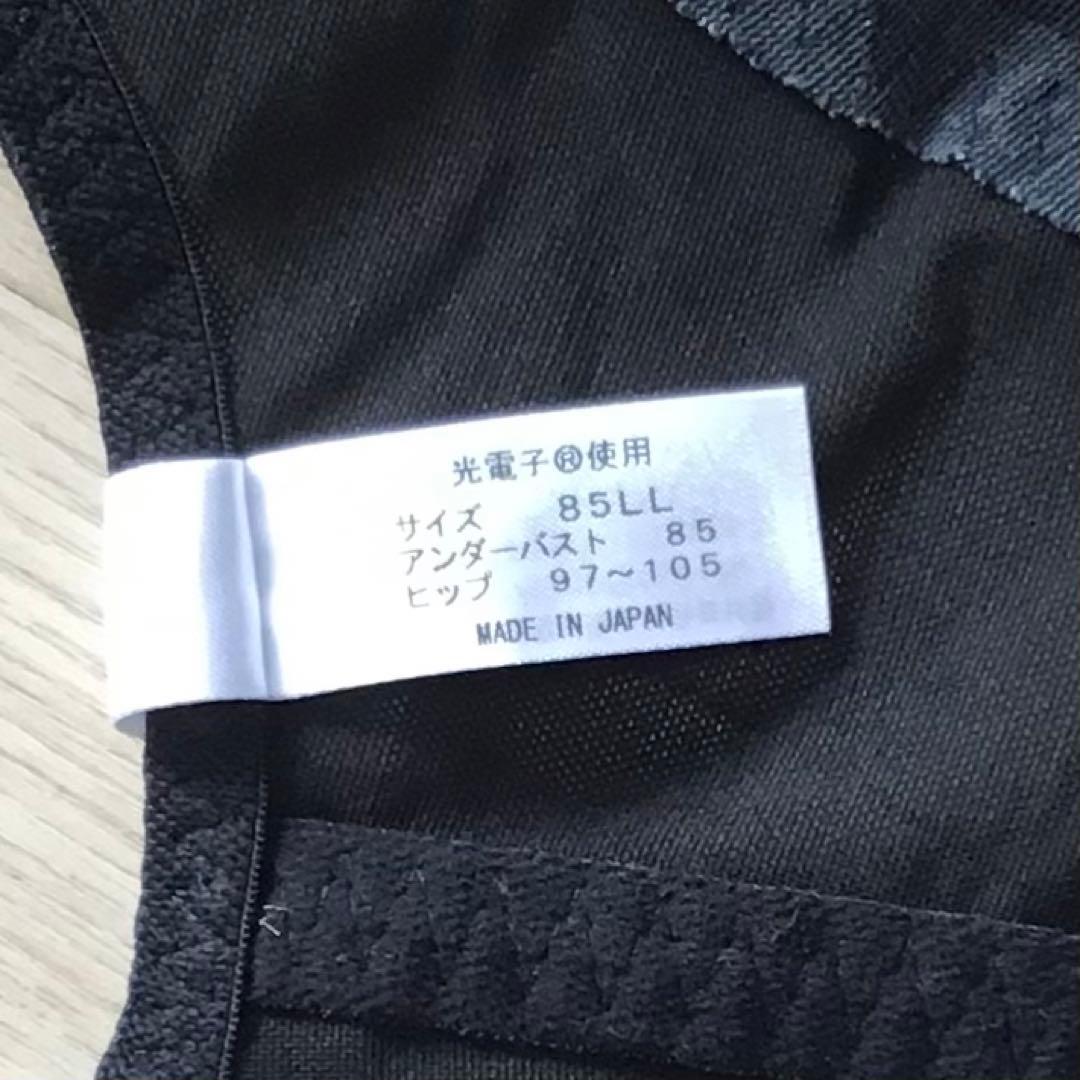 光電子®使用
サイズ 85LL
アンダーバスト 85
ヒップ 97～105
MADE IN JAPAN